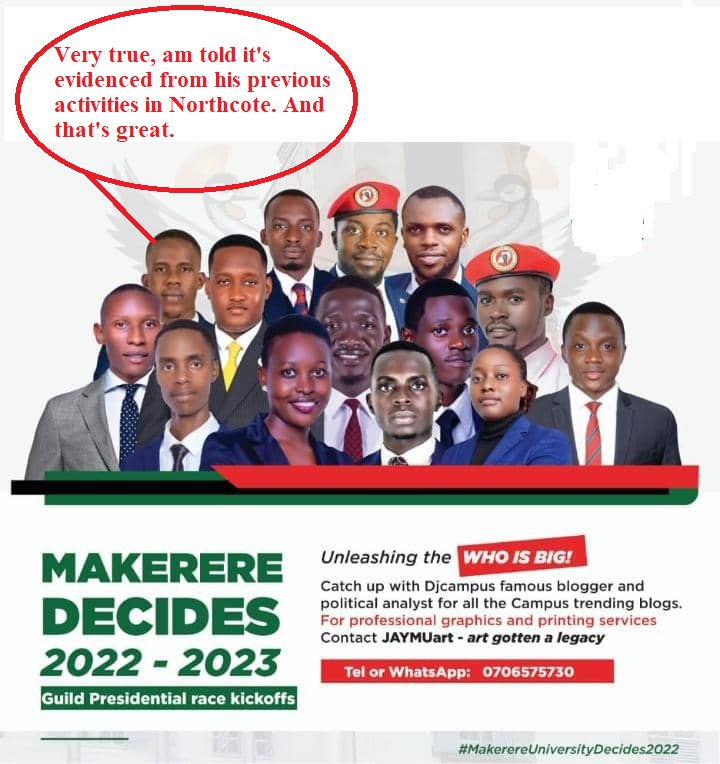 Very true, am told it's
evidenced from his previous
activities in Northcote. And
that's great.
MAKERERE
DECIDES
2022 - 2023
Guild Presidential race kickoffs
Unleashing the WHO IS BIG!
Catch up with Djcampus famous blogger and
political analyst for all the Campus trending blogs.
For professional graphics and printing services
Contact JAYMUart - art gotten a legacy
Tel or WhatsApp: 0706575730
#MakerereUniversityDecides2022